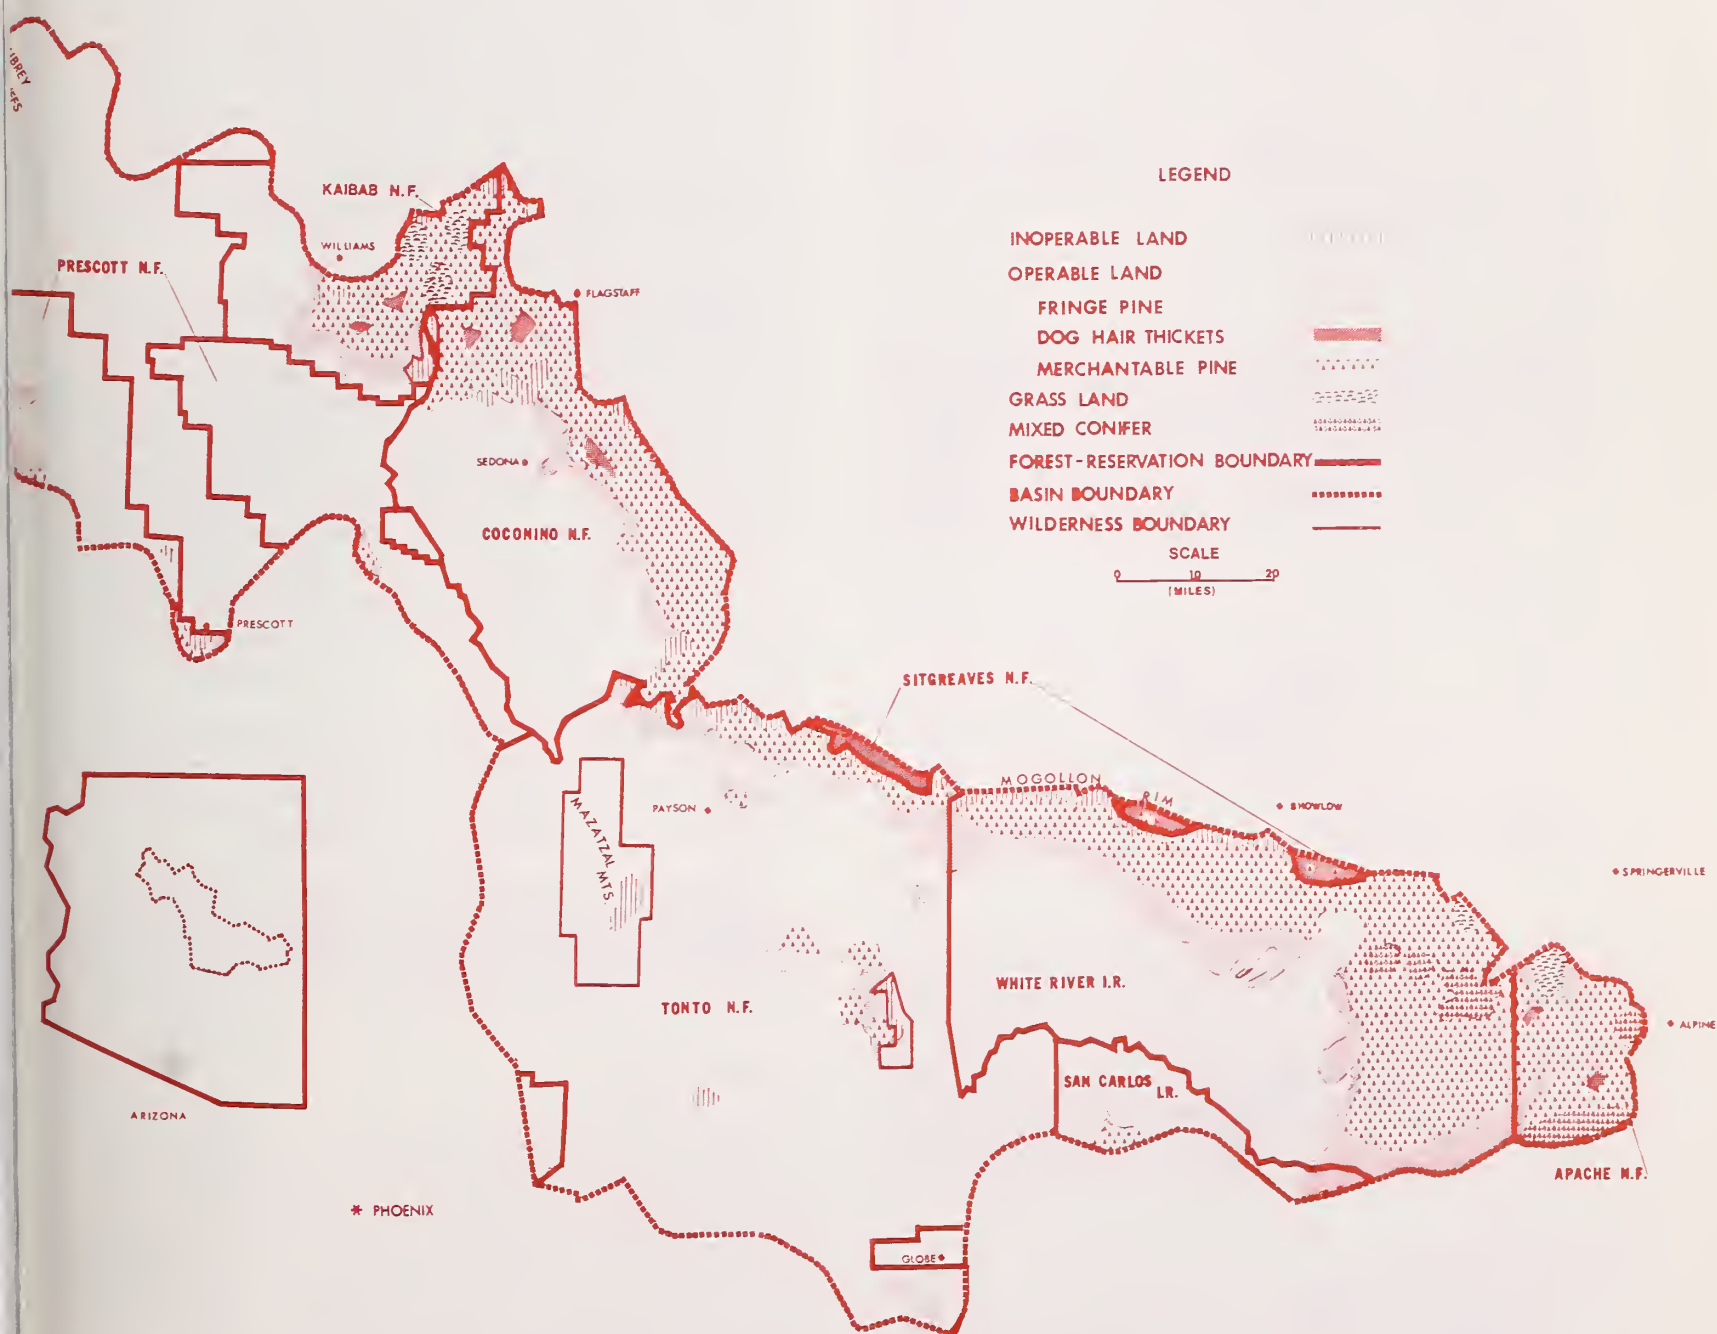 KAIBAB N.F.
WILLIAMS
PRESCOTT N.F.
FLAGSTAFF
SEDONA
COCONINO N.F.
PRESCOTT
LEGEND
INOPERABLE LAND
OPERABLE LAND
FRINGE PINE
DOG HAIR THICKETS
MERCHANTABLE PINE
GRASS LAND
MIXED CONIFER
FOREST-RESERVATION BOUNDARY
BASIN BOUNDARY
WILDERNESS BOUNDARY
SCALE
0 10 20
(MILES)
SITGREAVES N.F.
MOGOLLON
RIM
SHOWLOW
PAYSON
MAZATZAL
MTS.
SPRINGERVILLE
WHITE RIVER I.R.
TONTO N.F.
ALPINE
SAN CARLOS
I.R.
ARIZONA
APACHE N.F.
* PHOENIX
GLOBE